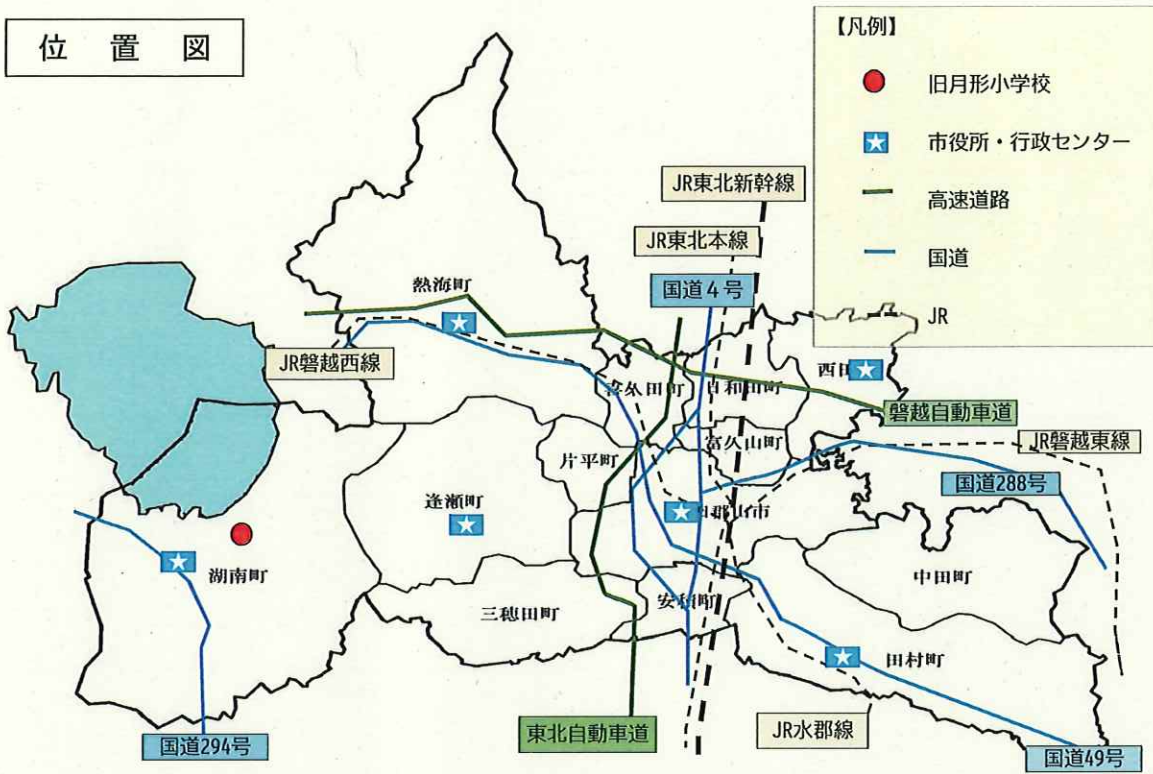 位置図
【凡例】
旧月形小学校
市役所・行政センター
高速道路
国道
JR
JR東北新幹線
JR東北本線
国道4号
熱海町
JR磐越西線
喜久田町
日和田町
磐越自動車道
JR磐越東線
片平町
富久山町
国道288号
逢瀬町
湖南町
中田町
三穂田町
安積町
田村町
国道294号
東北自動車道
JR水郡線
国道49号